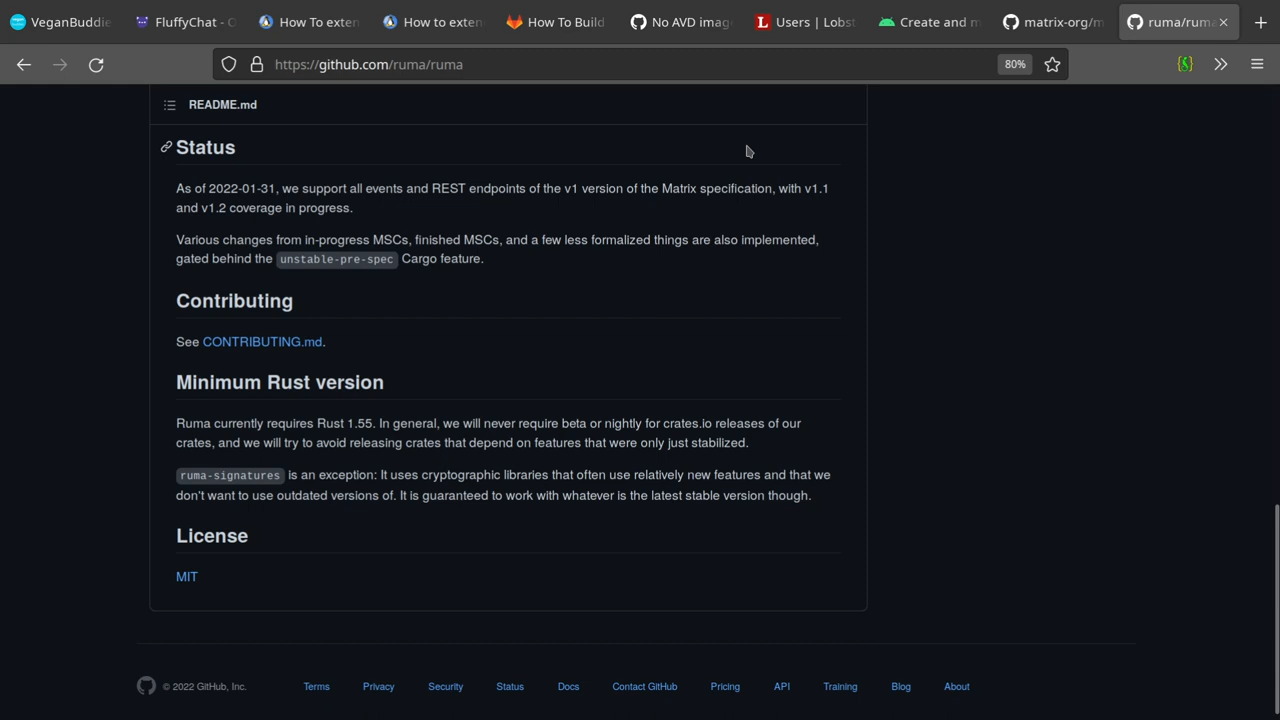 VeganBuddie
FluffyChat - O
How To exten
How to exten
How To Build
No AVD imag
Users | Lobst
Create and m
matrix-org/m
ruma/ruma
https://github.com/ruma/ruma
80%
README.md
Status
As of 2022-01-31, we support all events and REST endpoints of the v1 version of the Matrix specification, with v1.1
and v1.2 coverage in progress.
Various changes from in-progress MSCs, finished MSCs, and a few less formalized things are also implemented,
gated behind the unstable-pre-spec Cargo feature.
Contributing
See CONTRIBUTING.md.
Minimum Rust version
Ruma currently requires Rust 1.55. In general, we will never require beta or nightly for crates.io releases of our
crates, and we will try to avoid releasing crates that depend on features that were only just stabilized.
ruma-signatures is an exception: It uses cryptographic libraries that often use relatively new features and that we
don't want to use outdated versions of. It is guaranteed to work with whatever is the latest stable version though.
License
MIT
© 2022 GitHub, Inc. Terms Privacy Security Status Docs Contact GitHub Pricing API Training Blog About